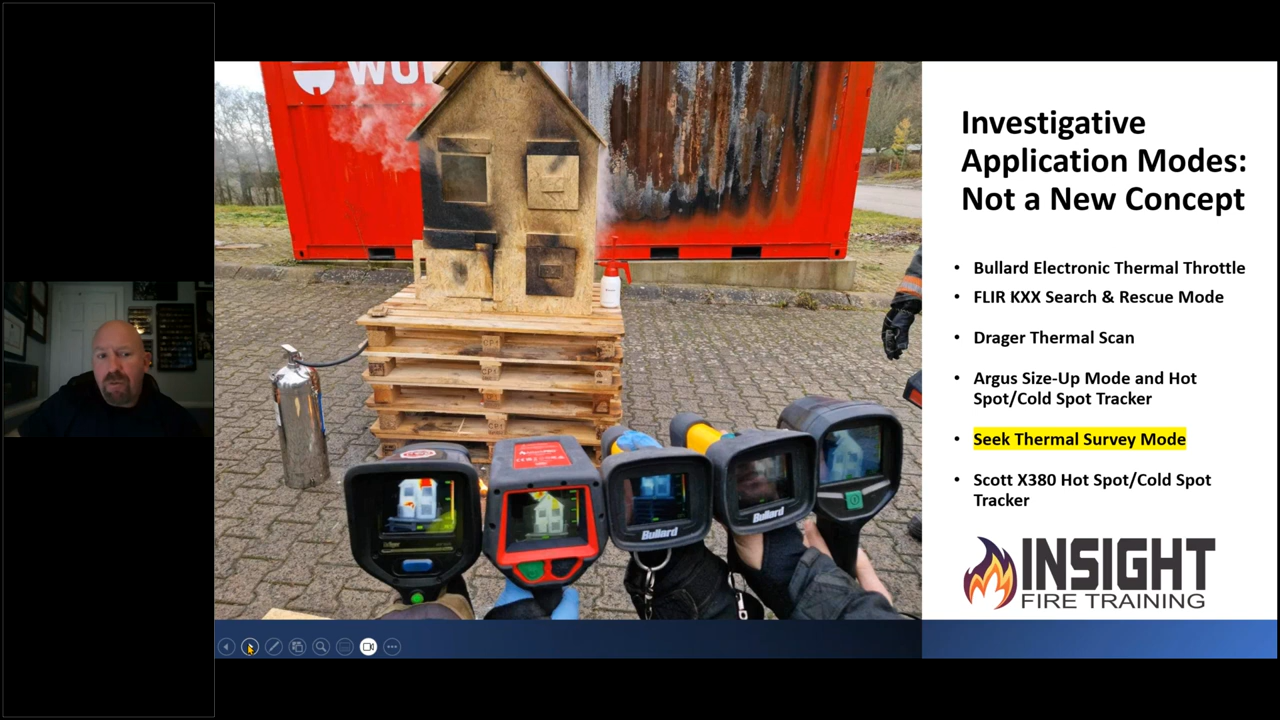 Investigative
Application Modes:
Not a New Concept
• Bullard Electronic Thermal Throttle
• FLIR KXX Search & Rescue Mode
• Drager Thermal Scan
• Argus Size-Up Mode and Hot
Spot/Cold Spot Tracker
• Seek Thermal Survey Mode
• Scott X380 Hot Spot/Cold Spot
Tracker
INSIGHT
FIRE TRAINING
Bullard
Bullard